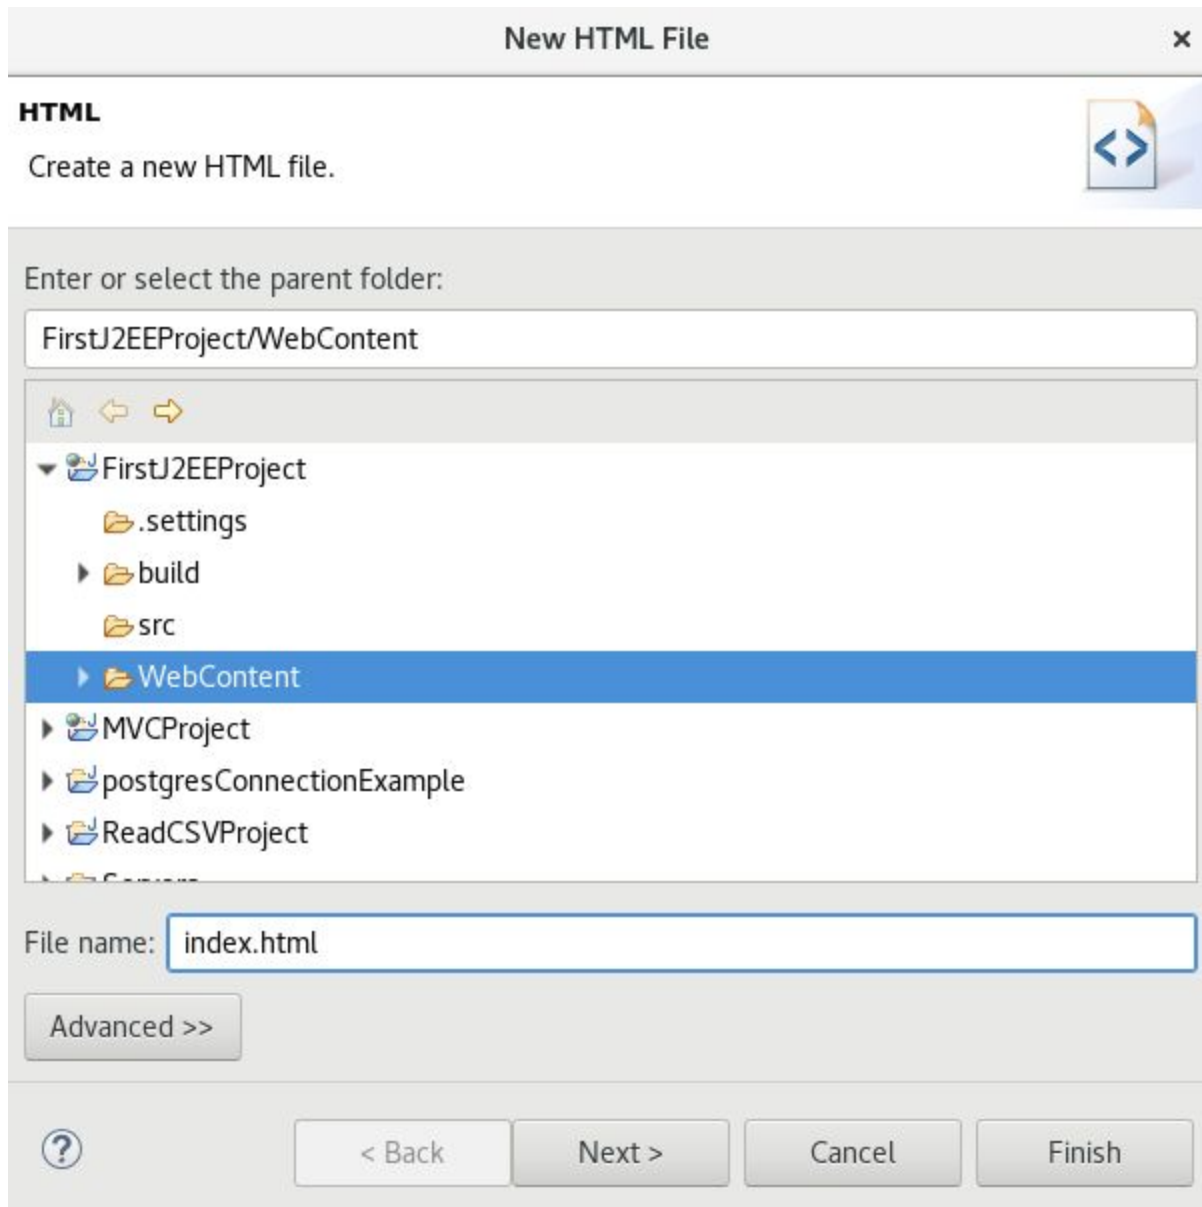 New HTML File
HTML
Create a new HTML file.
Enter or select the parent folder:
FirstJ2EEProject/WebContent
FirstJ2EEProject
.settings
build
src
WebContent
MVCProject
postgresConnectionExample
ReadCSVProject
Servers
File name: index.html
Advanced >>
< Back Next > Cancel Finish